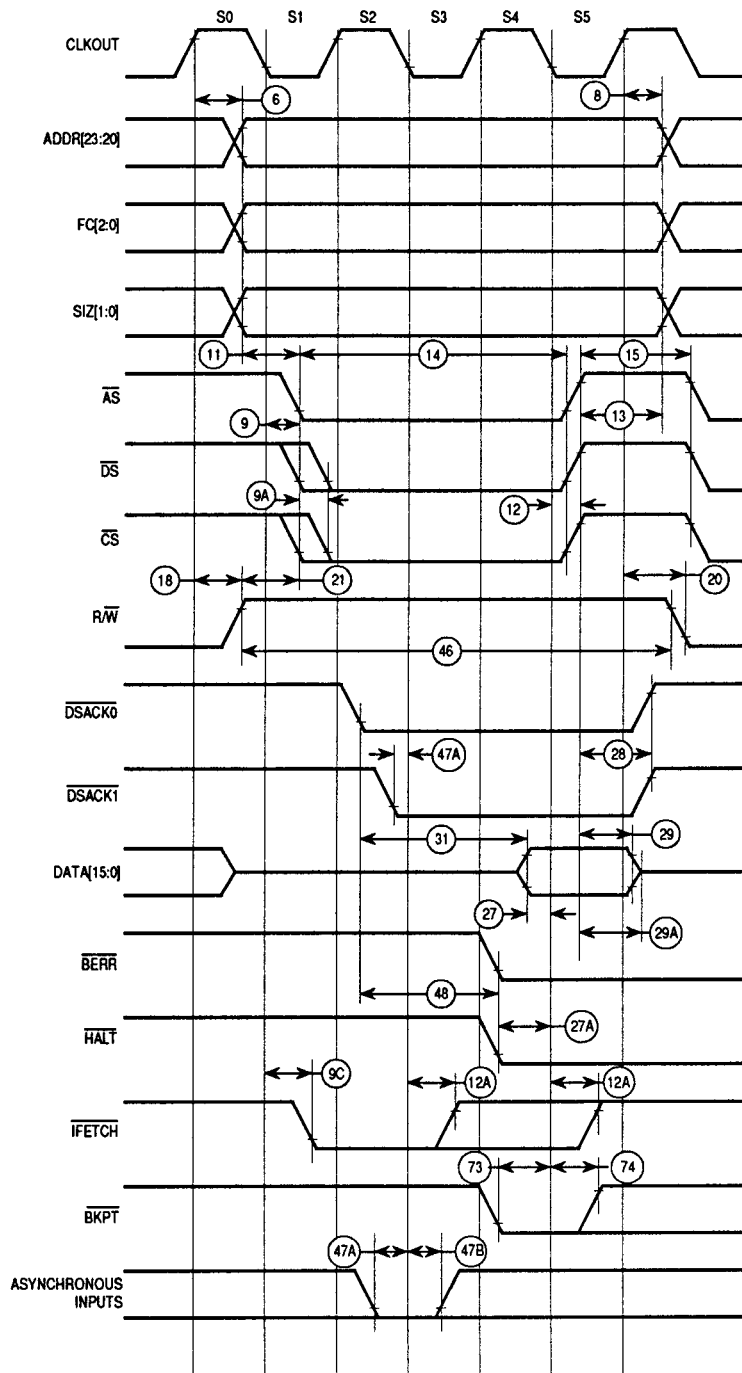 S0 S1 S2 S3 S4 S5
CLKOUT
6 8
ADDR[23:20]
FC[2:0]
SIZ[1:0]
11 14 15
AS
9 13
DS
9A 12
CS
18 21 20
R/W
46
DSACK0
47A 28
DSACK1
31 29
DATA[15:0]
27 29A
BERR
48
27A
HALT
9C 12A 12A
IFETCH
73 74
BKPT
47A 47B
ASYNCHRONOUS
INPUTS